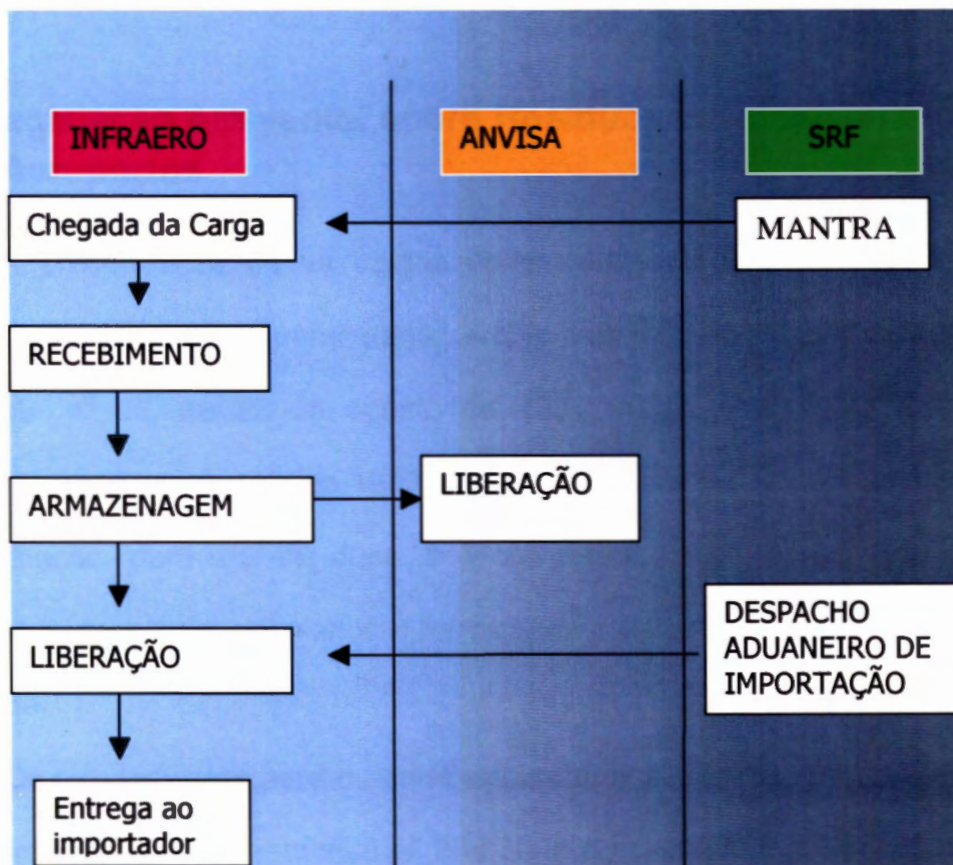 INFRAERO
ANVISA
SRF
Chegada da Carga
MANTRA
RECEBIMENTO
ARMAZENAGEM
LIBERAÇÃO
LIBERAÇÃO
DESPACHO
ADUANEIRO DE
IMPORTAÇÃO
Entrega ao
importador